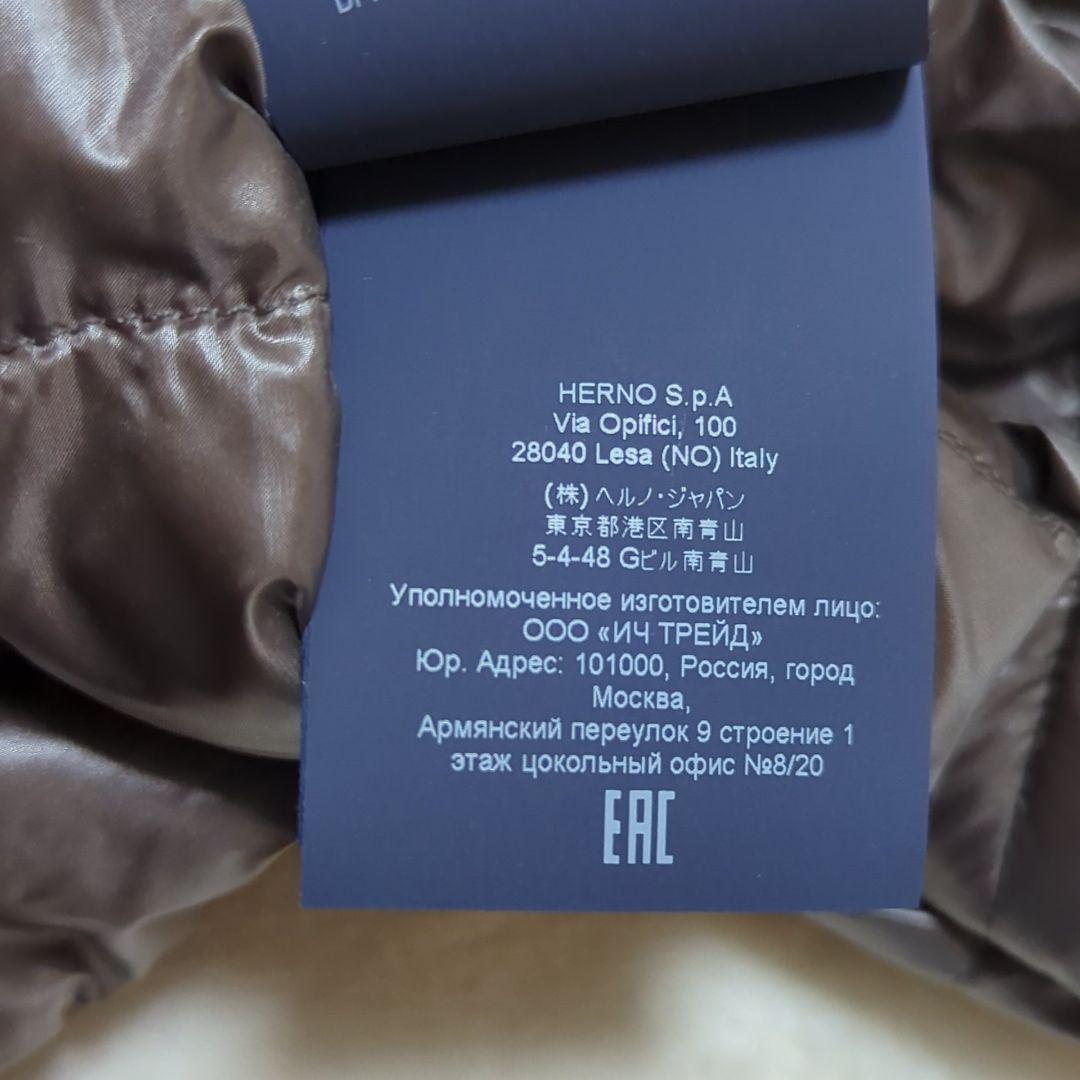 HERNO S.p.A
Via Opifici, 100
28040 Lesa (NO) Italy
(株)ヘルノ・ジャパン
東京都港区南青山
5-4-48 Gビル南青山
Уполномоченное изготовителем лицо:
ООО «ИЧ ТРЕЙД»
Юр. Адрес: 101000, Россия, город
Москва,
Армянский переулок 9 строение 1
этаж цокольный офис №8/20
EAC